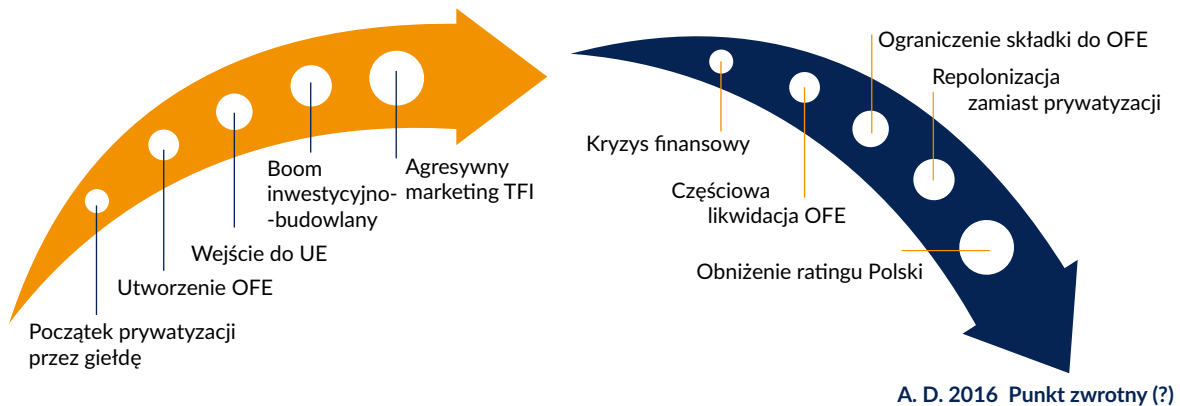 Początek prywatyzacji
przez giełdę
Utworzenie OFE
Wejście do UE
Boom
inwestycyjno-
-budowlany
Agresywny
marketing TFI
Kryzys finansowy
Częściowa
likwidacja OFE
Ograniczenie składki do OFE
Repolonizacja
zamiast prywatyzacji
Obniżenie ratingu Polski
A. D. 2016 Punkt zwrotny (?)